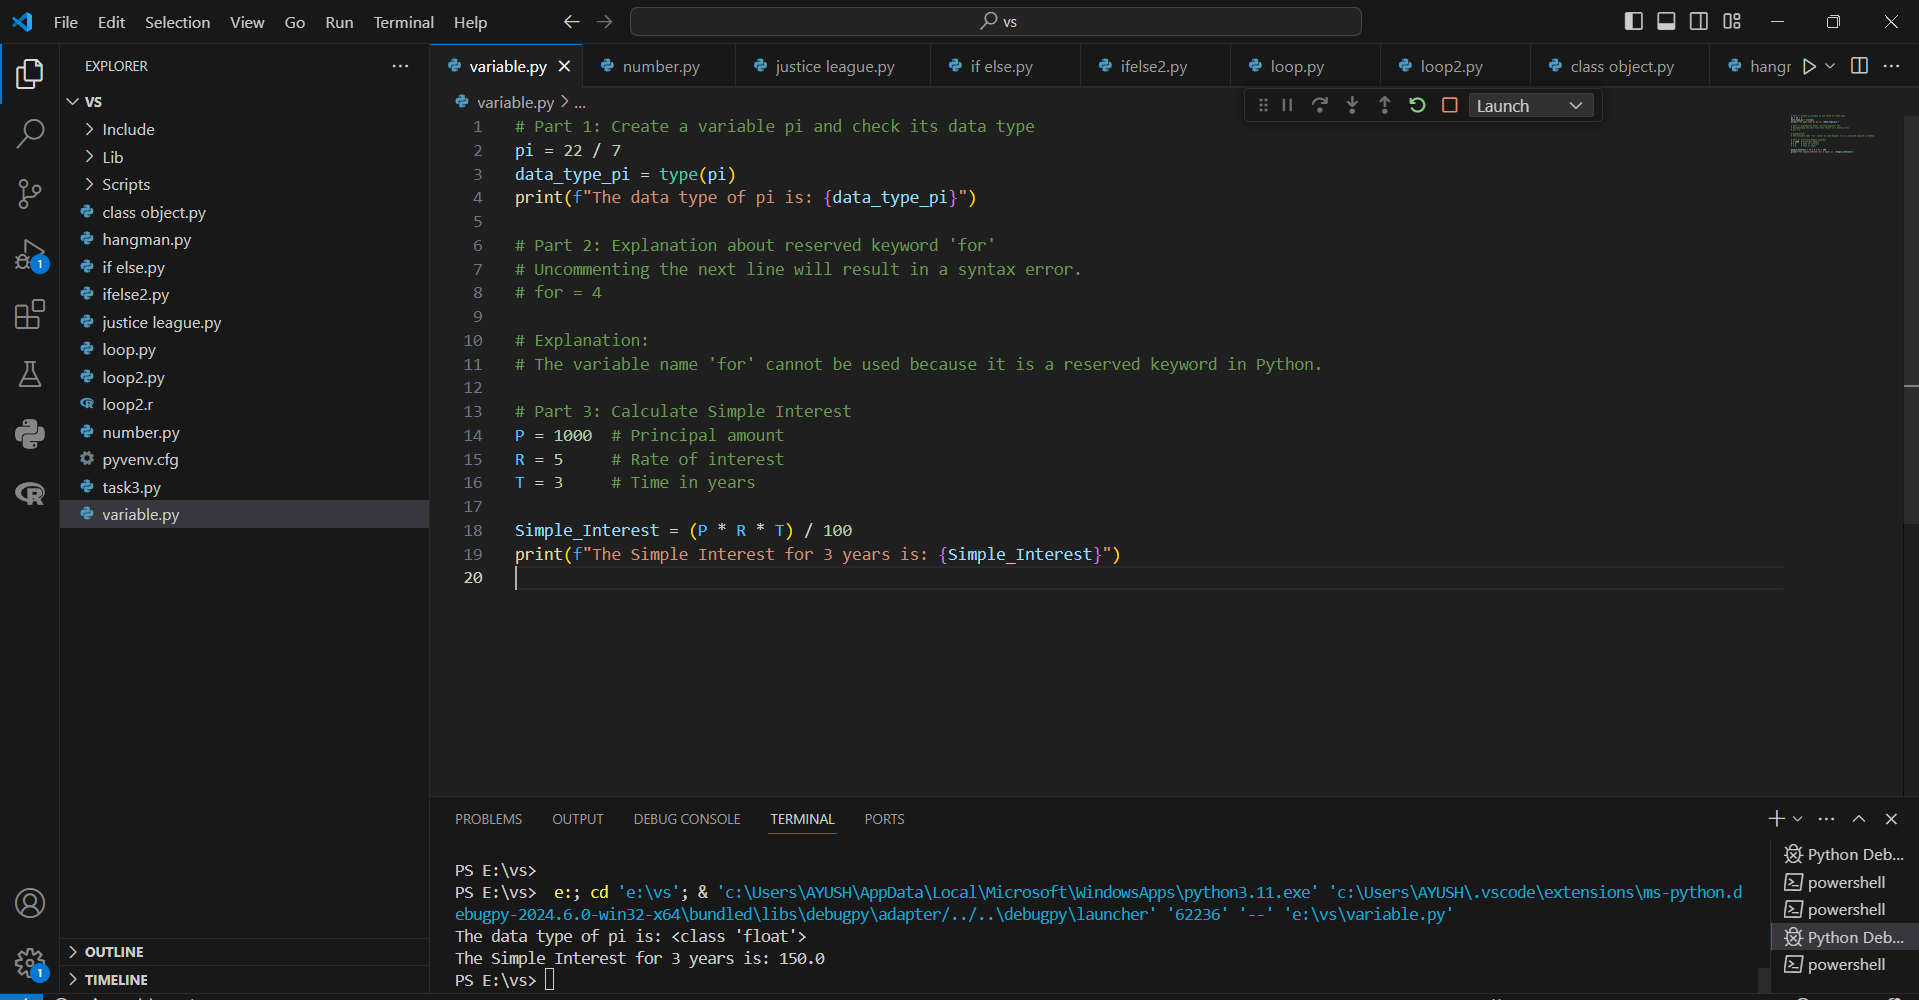 File Edit Selection View Go Run Terminal Help
vs
EXPLORER
VS
Include
Lib
Scripts
class object.py
hangman.py
if else.py
ifelse2.py
justice league.py
loop.py
loop2.py
loop2.r
number.py
pyvenv.cfg
task3.py
variable.py
OUTLINE
TIMELINE
1
1
variable.py number.py justice league.py if else.py ifelse2.py loop.py loop2.py class object.py hangr
variable.py > ...
Launch
1 # Part 1: Create a variable pi and check its data type
2 pi = 22 / 7
3 data_type_pi = type(pi)
4 print(f"The data type of pi is: {data_type_pi}")
5
6 # Part 2: Explanation about reserved keyword 'for'
7 # Uncommenting the next line will result in a syntax error.
8 # for = 4
9
10 # Explanation:
11 # The variable name 'for' cannot be used because it is a reserved keyword in Python.
12
13 # Part 3: Calculate Simple Interest
14 P = 1000  # Principal amount
15 R = 5     # Rate of interest
16 T = 3     # Time in years
17
18 Simple_Interest = (P * R * T) / 100
19 print(f"The Simple Interest for 3 years is: {Simple_Interest}")
20
PROBLEMS OUTPUT DEBUG CONSOLE TERMINAL PORTS
PS E:\vs>
PS E:\vs>  e:; cd 'e:\vs'; & 'c:\Users\AYUSH\AppData\Local\Microsoft\WindowsApps\python3.11.exe' 'c:\Users\AYUSH\.vscode\extensions\ms-python.d
ebugpy-2024.6.0-win32-x64\bundled\libs\debugpy\adapter/../..\debugpy\launcher' '62236' '--' 'e:\vs\variable.py'
The data type of pi is: <class 'float'>
The Simple Interest for 3 years is: 150.0
PS E:\vs>
Python Deb...
powershell
powershell
Python Deb...
powershell